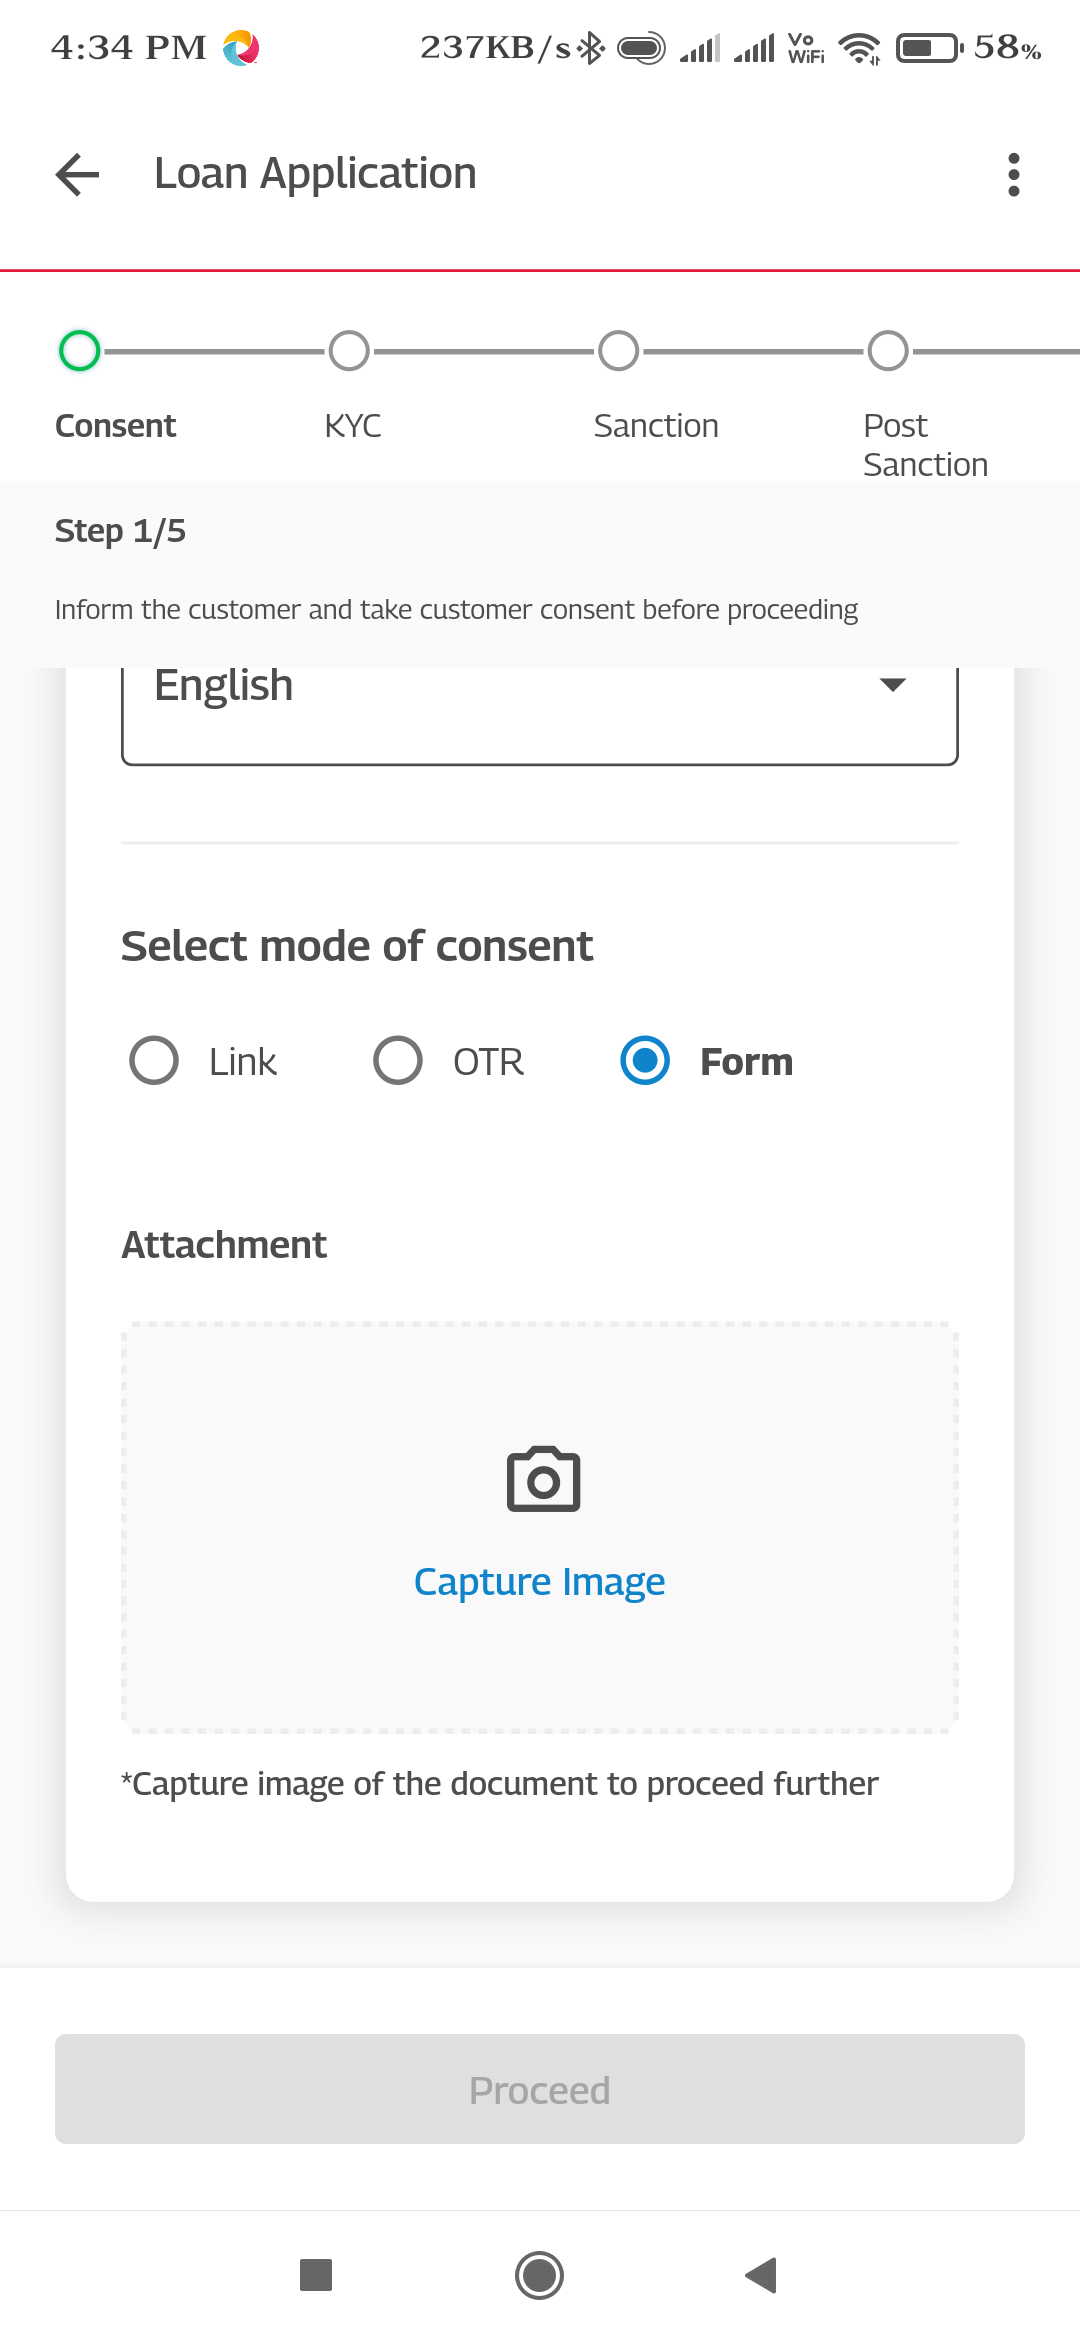 4:34 PM 237KB/s Vo WiFi 58%
Loan Application
Consent KYC Sanction Post Sanction
Step 1/5
Inform the customer and take customer consent before proceeding
English
Select mode of consent
Link OTR Form
Attachment
Capture Image
*Capture image of the document to proceed further
Proceed